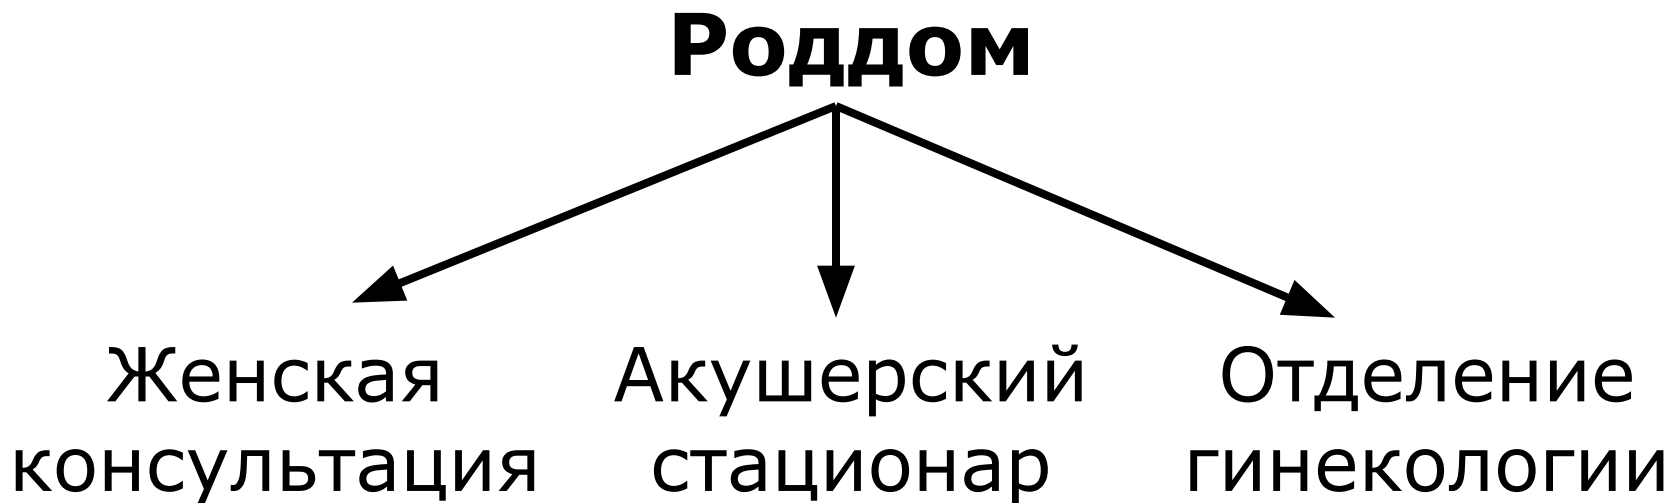 Роддом
Женская
консультация
Акушерский
стационар
Отделение
гинекологии